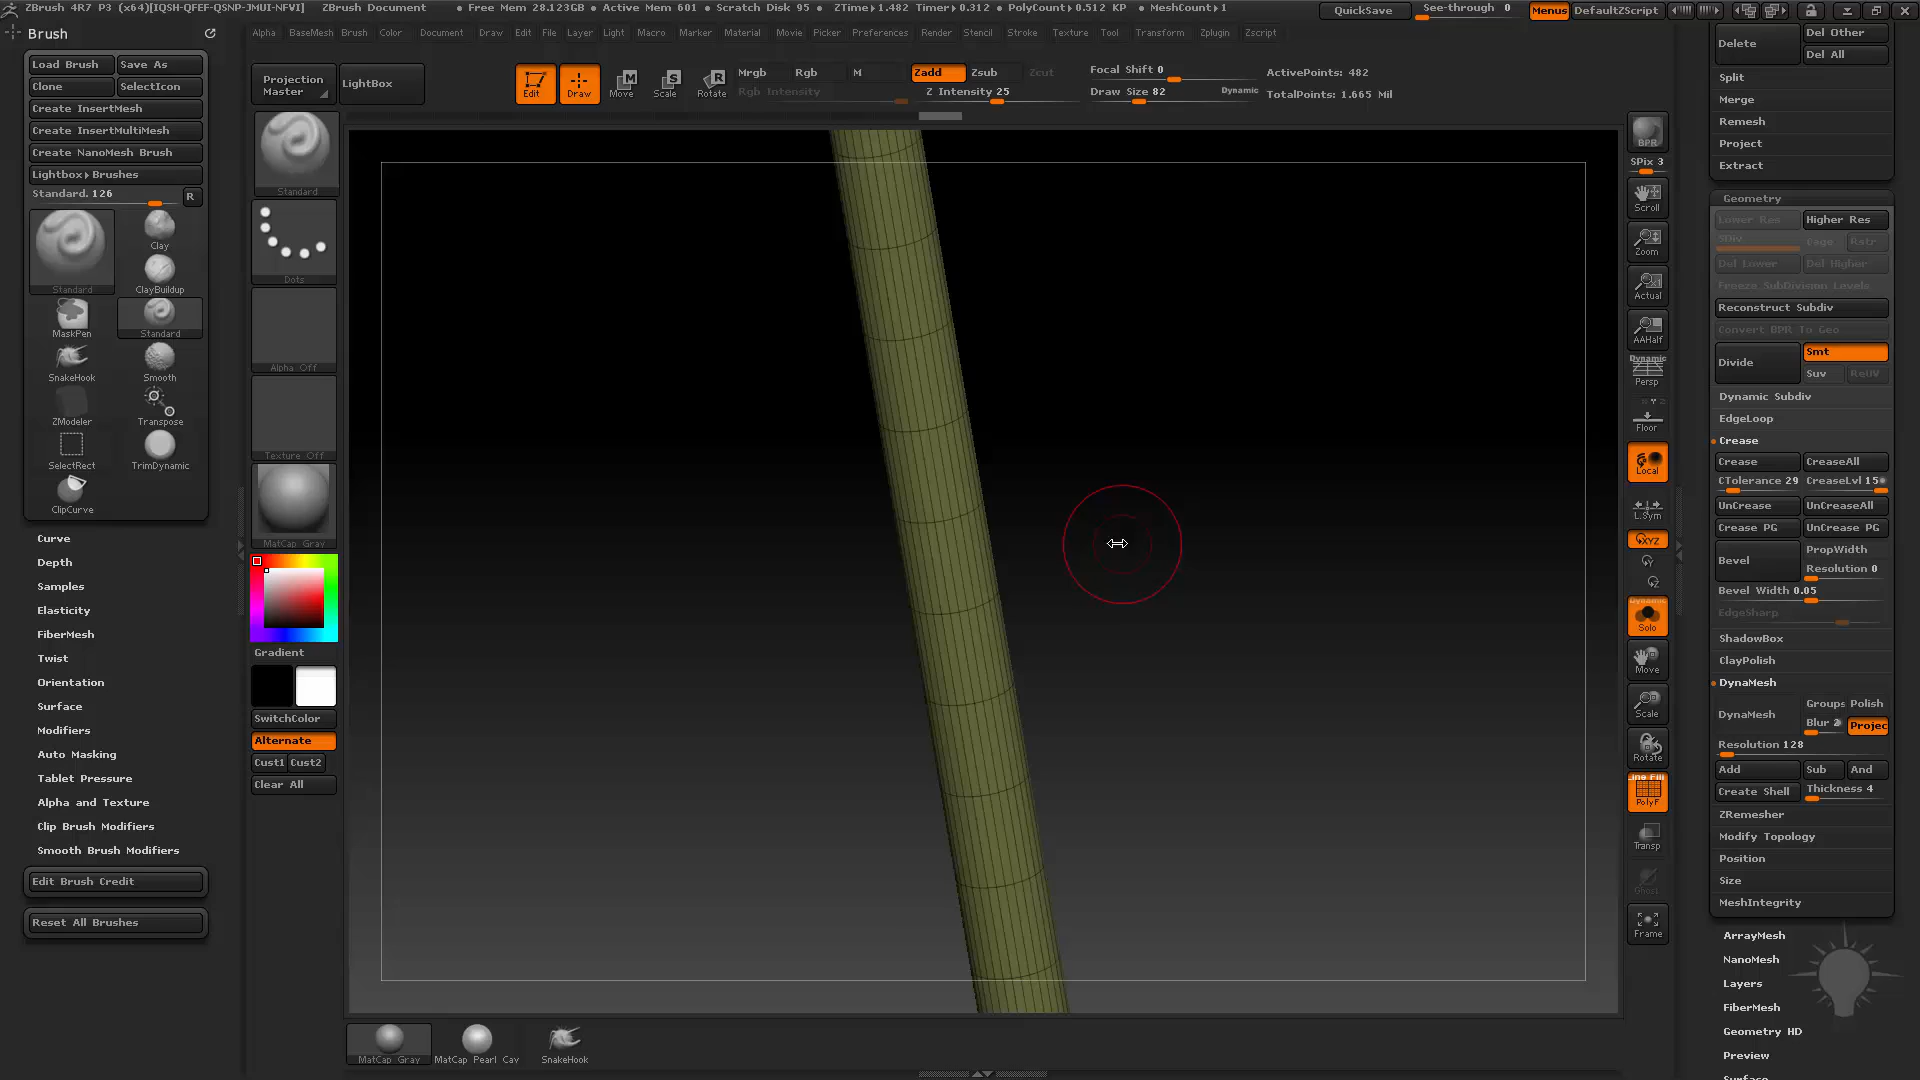 ZBrush 4R7 P3 (x64)[IQSH-QFEF-QSNP-JMUI-NFVI] ZBrush Document • Free Mem 28.123GB • Active Mem 601 • Scratch Disk 95 • ZTime▸1.482 Timer▸0.312 • PolyCount▸0.512 KP • MeshCount▸1 QuickSave See-through 0 Menus DefaultZScript
Brush
Alpha BaseMesh Brush Color Document Draw Edit File Layer Light Macro Marker Material Movie Picker Preferences Render Stencil Stroke Texture Tool Transform Zplugin Zscript
Load Brush Save As
Clone SelectIcon
Create InsertMesh
Create InsertMultiMesh
Create NanoMesh Brush
Lightbox▸Brushes
Standard. 126 R
Clay
Standard
ClayBuildup
MaskPen
Standard
SnakeHook
Smooth
ZModeler
Transpose
SelectRect
TrimDynamic
ClipCurve
Curve
Depth
Samples
Elasticity
FiberMesh
Twist
Orientation
Surface
Modifiers
Auto Masking
Tablet Pressure
Alpha and Texture
Clip Brush Modifiers
Smooth Brush Modifiers
Edit Brush Credit
Reset All Brushes
Projection
Master
LightBox
Edit
Draw
Move
Scale
Rotate
Mrgb Rgb M
Rgb Intensity
Zadd Zsub Zcut
Z Intensity 25
Focal Shift 0
Draw Size 82
Dynamic
ActivePoints: 482
TotalPoints: 1.665 Mil
Standard
Dots
Alpha Off
Texture Off
MatCap Gray
Gradient
SwitchColor
Alternate
Cust1 Cust2
Clear All
MatCap Gray
MatCap Pearl Cav
SnakeHook
BPR
SPix 3
Scroll
Zoom
Actual
AAHalf
Dynamic
Persp
Floor
Local
L.Sym
XYZ
Y
Z
Dynamic
Solo
Move
Scale
Rotate
Line Fill
PolyF
Transp
Ghost
Frame
Delete
Del Other
Del All
Split
Merge
Remesh
Project
Extract
Geometry
Lower Res Higher Res
SDiv Cage Rstr
Del Lower Del Higher
Freeze SubDivision Levels
Reconstruct Subdiv
Convert BPR To Geo
Divide
Smt
Suv ReUV
Dynamic Subdiv
EdgeLoop
Crease
Crease CreaseAll
CTolerance 29 CreaseLvl 15
UnCrease UnCreaseAll
Crease PG UnCrease PG
Bevel
PropWidth
Resolution 0
Bevel Width 0.05
EdgeSharp
ShadowBox
ClayPolish
DynaMesh
DynaMesh
Groups Polish
Blur 2 Projec
Resolution 128
Add Sub And
Create Shell Thickness 4
ZRemesher
Modify Topology
Position
Size
MeshIntegrity
ArrayMesh
NanoMesh
Layers
FiberMesh
Geometry HD
Preview
Surface